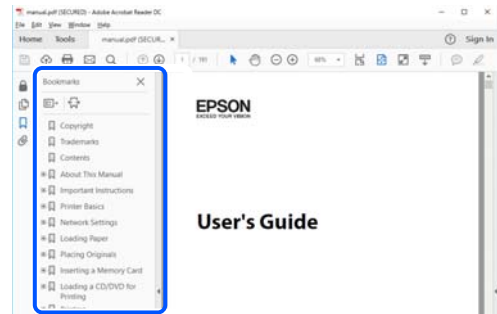 manual.pdf (SECURED) - Adobe Acrobat Reader DC
File Edit View Window Help
Home Tools manual.pdf (SECUR... × Sign In
1 / 191
Bookmarks
Copyright
Trademarks
Contents
About This Manual
Important Instructions
Printer Basics
Network Settings
Loading Paper
Placing Originals
Inserting a Memory Card
Loading a CD/DVD for
Printing
EPSON
EXCEED YOUR VISION
User's Guide